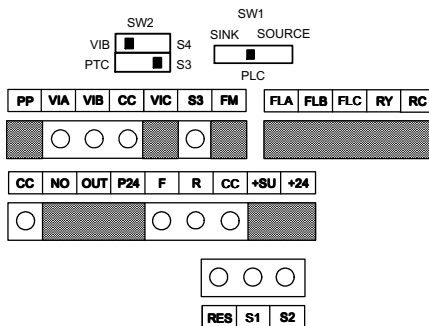 SW2 SW1
VIB S4 SINK SOURCE
PTC S3
PLC
PP VIA VIB CC VIC S3 FM FLA FLB FLC RY RC
CC NO OUT P24 F R CC +SU +24
RES S1 S2